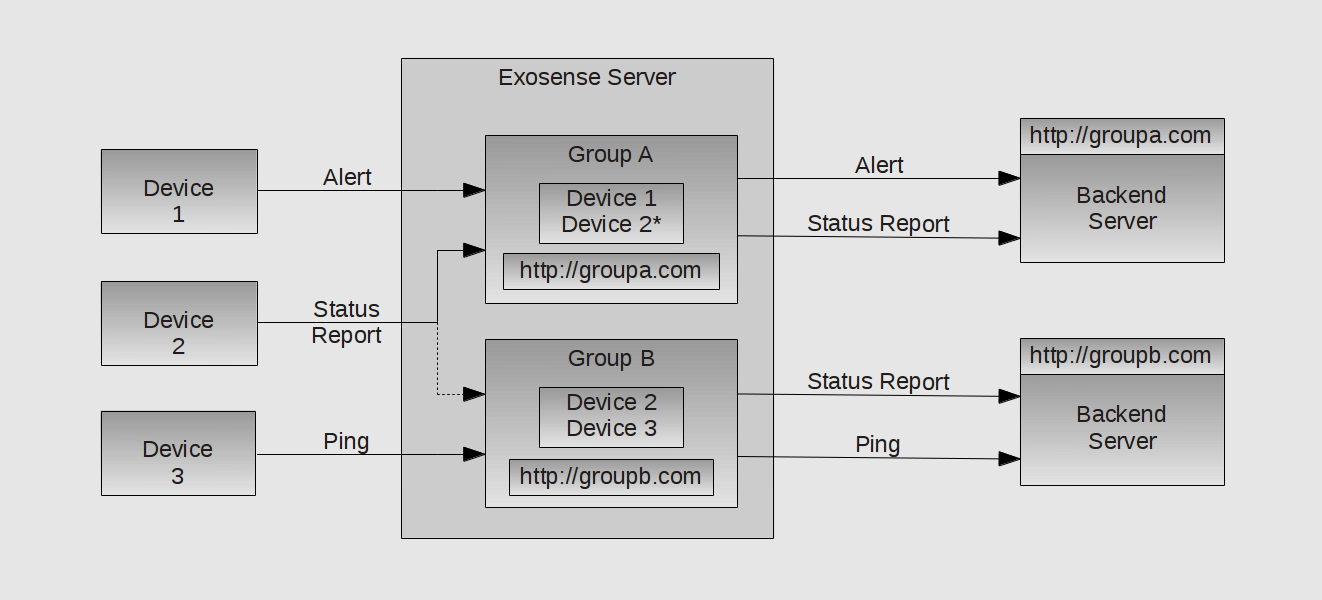 Exosense Server
Device
1
Alert
Device
2
Status
Report
Device
3
Ping
Group A
Device 1
Device 2*
http://groupa.com
Group B
Device 2
Device 3
http://groupb.com
Alert
Status Report
Status Report
Ping
http://groupa.com
Backend
Server
http://groupb.com
Backend
Server